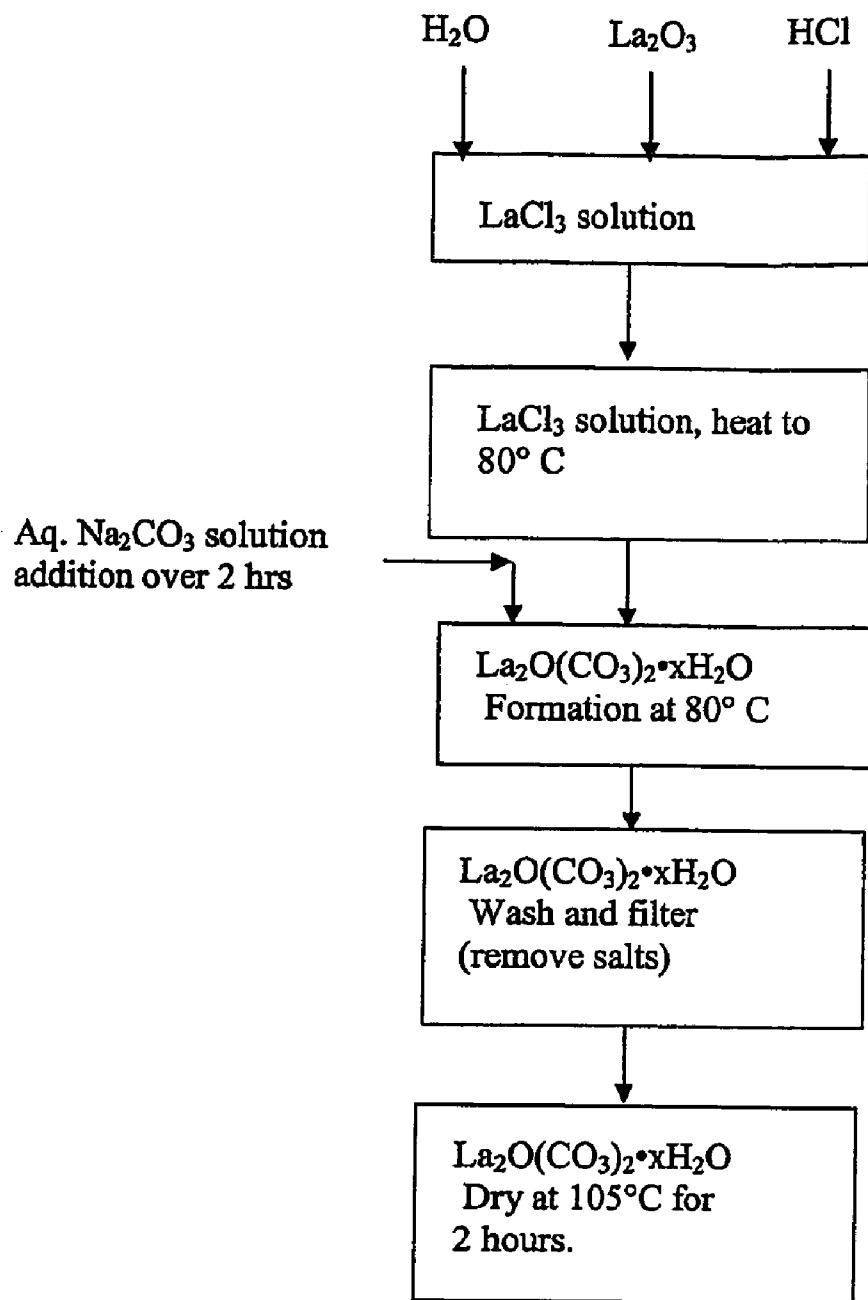 H₂O La₂O₃ HCl
LaCl₃ solution
LaCl₃ solution, heat to
80° C
Aq. Na₂CO₃ solution
addition over 2 hrs
La₂O(CO₃)₂•xH₂O
Formation at 80° C
La₂O(CO₃)₂•xH₂O
Wash and filter
(remove salts)
La₂O(CO₃)₂•xH₂O
Dry at 105°C for
2 hours.